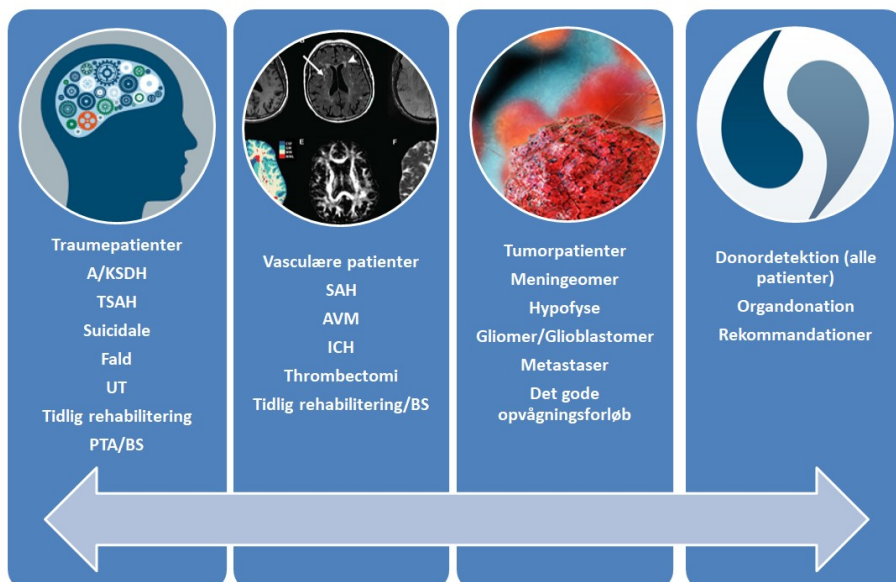 Traumepatienter
A/KSDH
TSAH
Suicidale
Fald
UT
Tidlig rehabilitering
PTA/BS
Vasculære patienter
SAH
AVM
ICH
Thrombectomi
Tidlig rehabilitering/BS
Tumorpatienter
Meningeomer
Hypofyse
Gliomer/Glioblastomer
Metastaser
Det gode
opvågningsforløb
Donordetektion (alle
patienter)
Organdonation
Rekommandationer